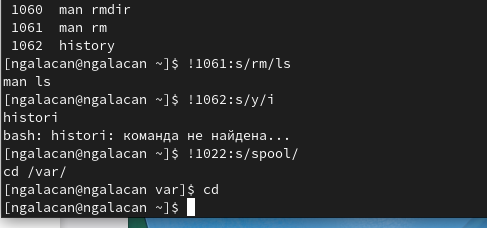 1060  man rmdir
1061  man rm
1062  history
[ngalacan@ngalacan ~]$ !1061:s/rm/ls
man ls
[ngalacan@ngalacan ~]$ !1062:s/y/i
histori
bash: histori: команда не найдена...
[ngalacan@ngalacan ~]$ !1022:s/spool/
cd /var/
[ngalacan@ngalacan var]$ cd
[ngalacan@ngalacan ~]$